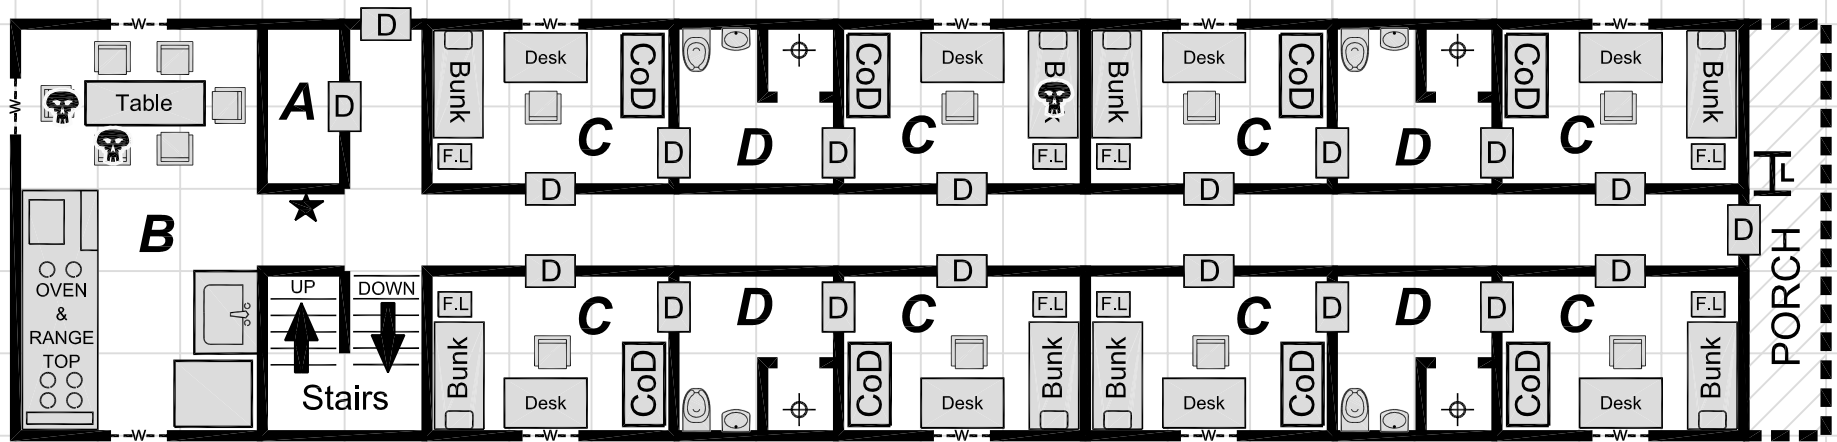 W W W W W
D
Bunk Desk CoD CoD Desk Bunk Bunk Desk CoD CoD Desk Bunk
Table A D
W
C D C C D C
F.L D D F.L F.L D D F.L
D D D D
L
B D
D D D D
UP DOWN F.L C D D D C F.L F.L C D D D C F.L
OVEN
&
RANGE
TOP
PORCH
Stairs Bunk Desk CoD CoD Desk Bunk Bunk Desk CoD CoD Desk Bunk
W W W W W